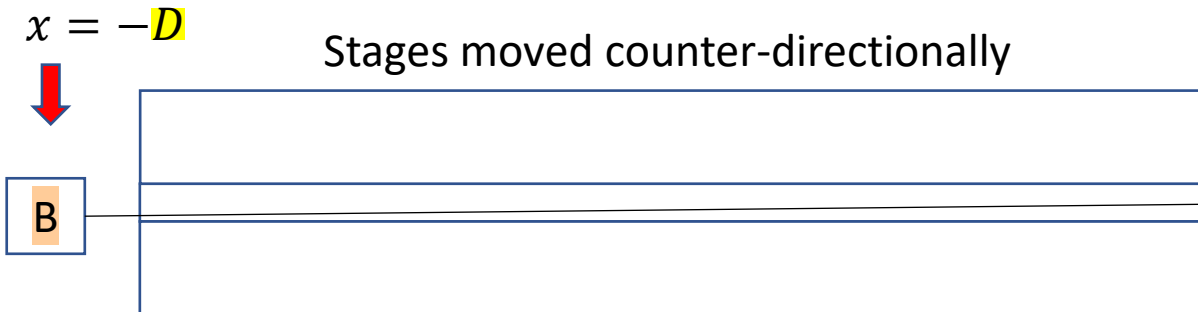 x = −D
Stages moved counter-directionally
B